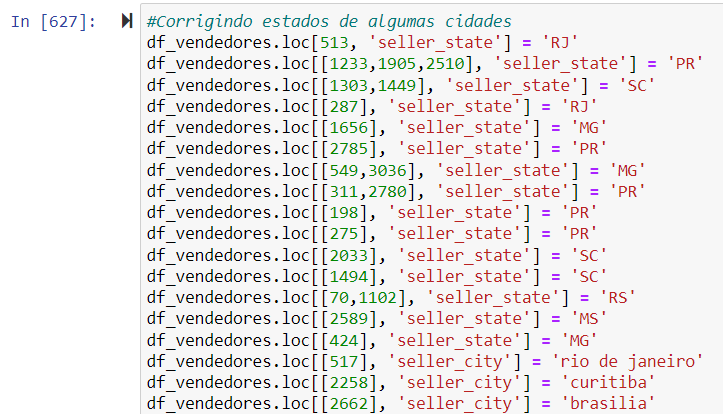 In [627]:
#Corrigindo estados de algumas cidades
df_vendedores.loc[513, 'seller_state'] = 'RJ'
df_vendedores.loc[[1233,1905,2510], 'seller_state'] = 'PR'
df_vendedores.loc[[1303,1449], 'seller_state'] = 'SC'
df_vendedores.loc[[287], 'seller_state'] = 'RJ'
df_vendedores.loc[[1656], 'seller_state'] = 'MG'
df_vendedores.loc[[2785], 'seller_state'] = 'PR'
df_vendedores.loc[[549,3036], 'seller_state'] = 'MG'
df_vendedores.loc[[311,2780], 'seller_state'] = 'PR'
df_vendedores.loc[[198], 'seller_state'] = 'PR'
df_vendedores.loc[[275], 'seller_state'] = 'PR'
df_vendedores.loc[[2033], 'seller_state'] = 'SC'
df_vendedores.loc[[1494], 'seller_state'] = 'SC'
df_vendedores.loc[[70,1102], 'seller_state'] = 'RS'
df_vendedores.loc[[2589], 'seller_state'] = 'MS'
df_vendedores.loc[[424], 'seller_state'] = 'MG'
df_vendedores.loc[[517], 'seller_city'] = 'rio de janeiro'
df_vendedores.loc[[2258], 'seller_city'] = 'curitiba'
df_vendedores.loc[[2662], 'seller_city'] = 'brasilia'